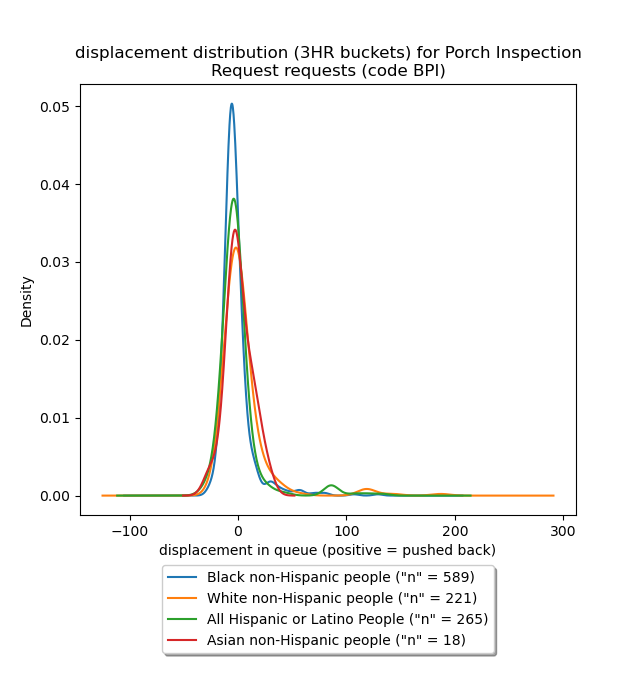 displacement distribution (3HR buckets) for Porch Inspection
Request requests (code BPI)
0.05
0.04
0.03
0.02
0.01
0.00
Density
−100
0
100
200
300
displacement in queue (positive = pushed back)
Black non-Hispanic people ("n" = 589)
White non-Hispanic people ("n" = 221)
All Hispanic or Latino People ("n" = 265)
Asian non-Hispanic people ("n" = 18)